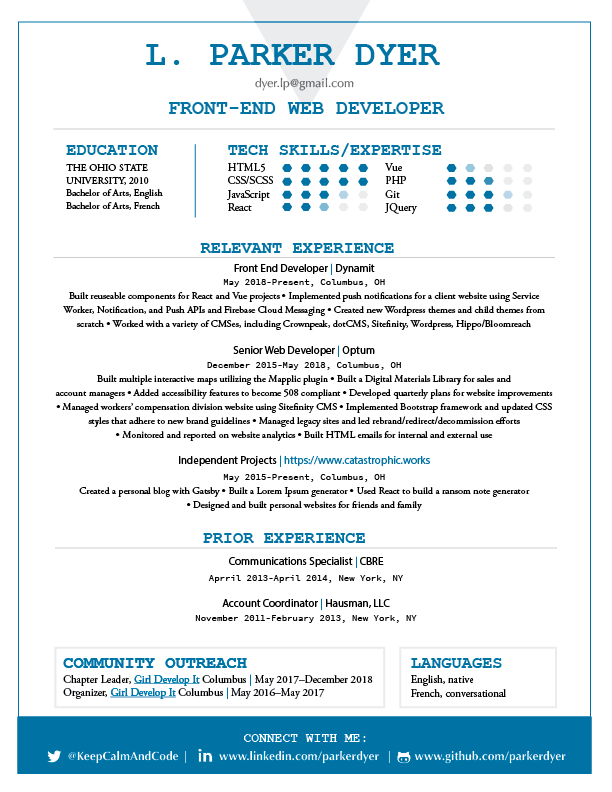 L. PARKER DYER
dyer.lp@gmail.com
FRONT-END WEB DEVELOPER
EDUCATION
THE OHIO STATE
UNIVERSITY, 2010
Bachelor of Arts, English
Bachelor of Arts, French
TECH SKILLS/EXPERTISE
HTML5
CSS/SCSS
JavaScript
React
Vue
PHP
Git
JQuery
RELEVANT EXPERIENCE
Front End Developer | Dynamit
May 2018-Present, Columbus, OH
Built reuseable components for React and Vue projects • Implemented push notifications for a client website using Service
Worker, Notification, and Push APIs and Firebase Cloud Messaging • Created new Wordpress themes and child themes from
scratch • Worked with a variety of CMSes, including Crownpeak, dotCMS, Sitefinity, Wordpress, Hippo/Bloomreach
Senior Web Developer | Optum
December 2015-May 2018, Columbus, OH
Built multiple interactive maps utilizing the Mapplic plugin • Built a Digital Materials Library for sales and
account managers • Added accessibility features to become 508 compliant • Developed quarterly plans for website improvements
• Managed workers' compensation division website using Sitefinity CMS • Implemented Bootstrap framework and updated CSS
styles that adhere to new brand guidelines • Managed legacy sites and led rebrand/redirect/decommission efforts
• Monitored and reported on website analytics • Built HTML emails for internal and external use
Independent Projects | https://www.catastrophic.works
May 2015-Present, Columbus, OH
Created a personal blog with Gatsby • Built a Lorem Ipsum generator • Used React to build a ransom note generator
• Designed and built personal websites for friends and family
PRIOR EXPERIENCE
Communications Specialist | CBRE
Aprril 2013-April 2014, New York, NY
Account Coordinator | Hausman, LLC
November 2011-February 2013, New York, NY
COMMUNITY OUTREACH
Chapter Leader, Girl Develop It Columbus | May 2017–December 2018
Organizer, Girl Develop It Columbus | May 2016–May 2017
LANGUAGES
English, native
French, conversational
CONNECT WITH ME:
@KeepCalmAndCode | in www.linkedin.com/parkerdyer | www.github.com/parkerdyer